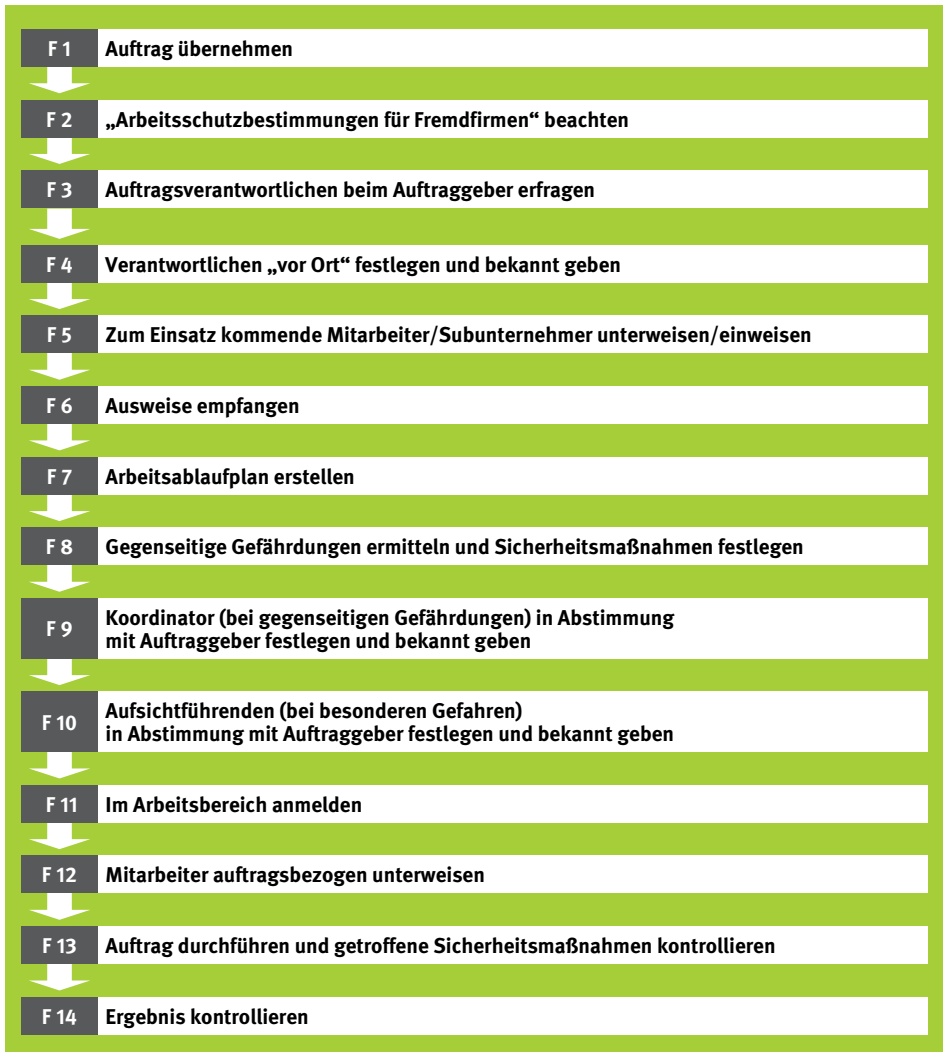 F 1 Auftrag übernehmen
F 2 „Arbeitsschutzbestimmungen für Fremdfirmen“ beachten
F 3 Auftragsverantwortlichen beim Auftraggeber erfragen
F 4 Verantwortlichen „vor Ort“ festlegen und bekannt geben
F 5 Zum Einsatz kommende Mitarbeiter/Subunternehmer unterweisen/einweisen
F 6 Ausweise empfangen
F 7 Arbeitsablaufplan erstellen
F 8 Gegenseitige Gefährdungen ermitteln und Sicherheitsmaßnahmen festlegen
F 9 Koordinator (bei gegenseitigen Gefährdungen) in Abstimmung
mit Auftraggeber festlegen und bekannt geben
F 10 Aufsichtführenden (bei besonderen Gefahren)
in Abstimmung mit Auftraggeber festlegen und bekannt geben
F 11 Im Arbeitsbereich anmelden
F 12 Mitarbeiter auftragsbezogen unterweisen
F 13 Auftrag durchführen und getroffene Sicherheitsmaßnahmen kontrollieren
F 14 Ergebnis kontrollieren